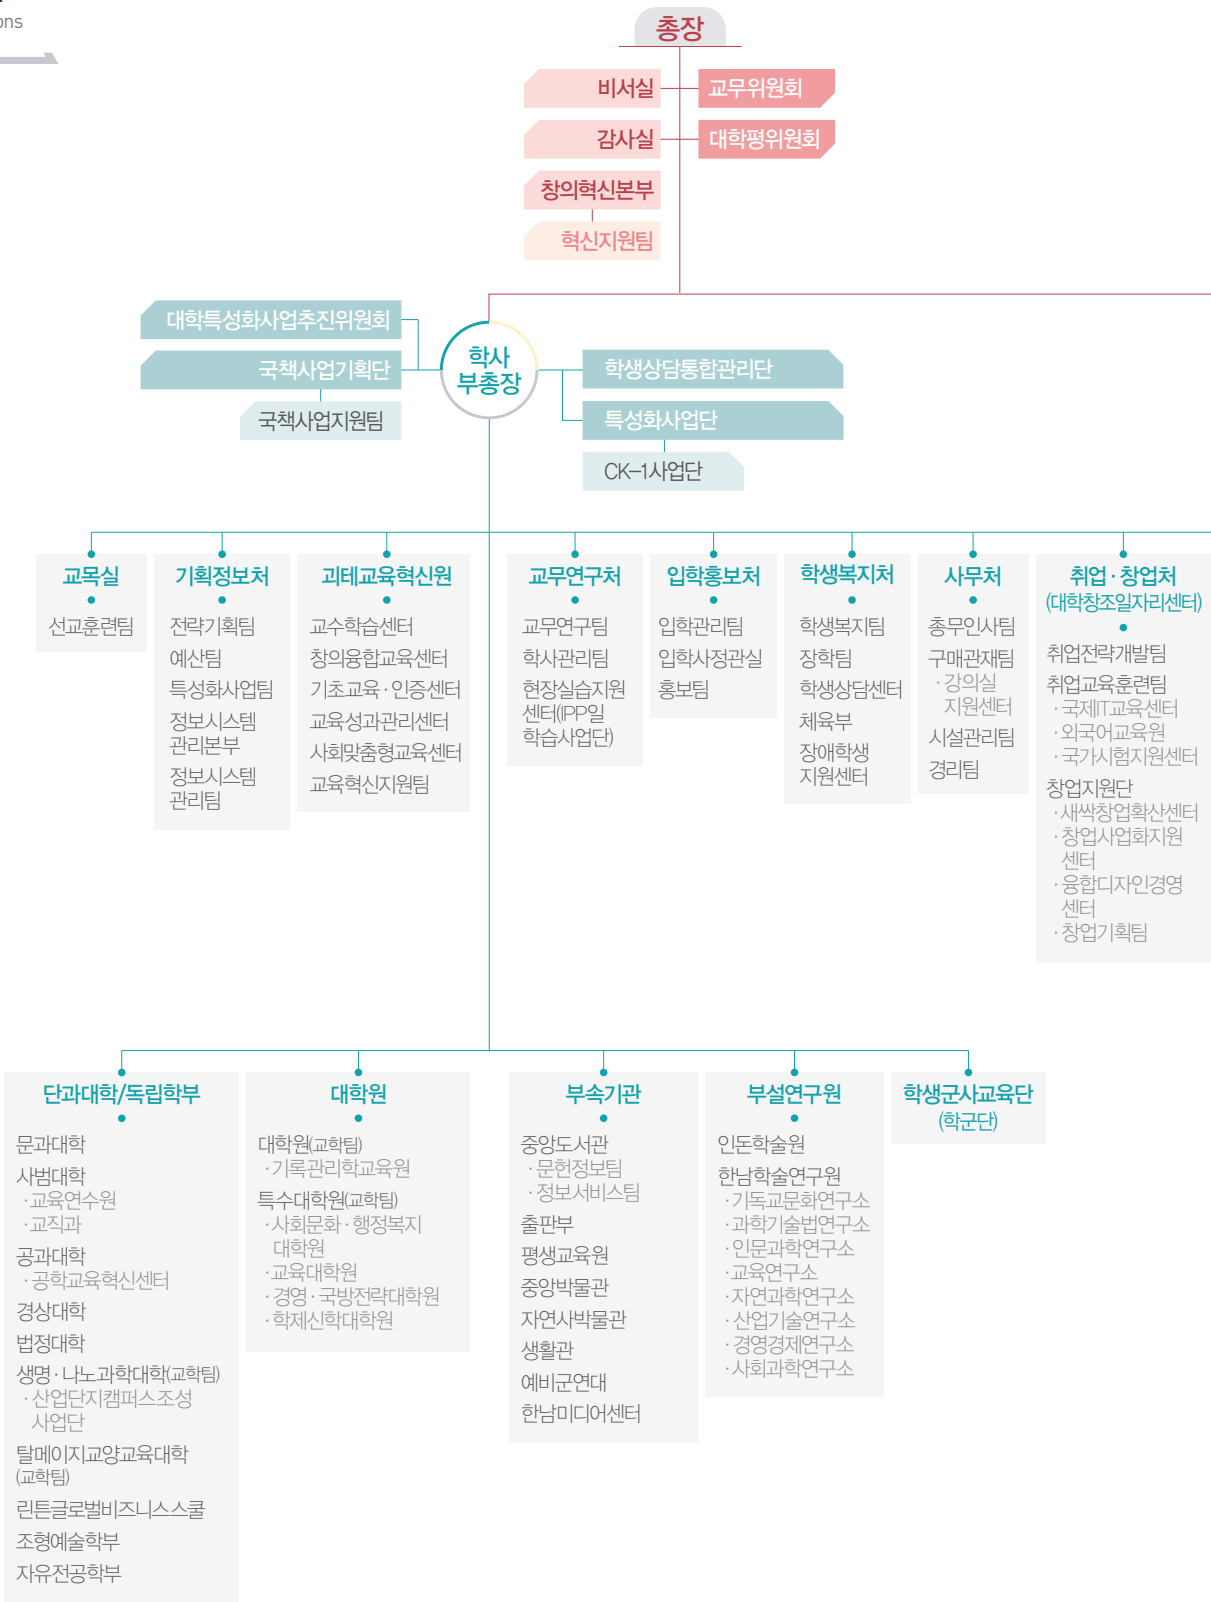 ons
총장
비서실
교무위원회
감사실
대학평위원회
창의혁신본부
혁신지원팀
대학특성화사업추진위원회
국책사업기획단
국책사업지원팀
학사
부총장
학생상담통합관리단
특성화사업단
CK-1사업단
교목실
선교훈련팀
기획정보처
전략기획팀
예산팀
특성화사업팀
정보시스템
관리본부
정보시스템
관리팀
괴테교육혁신원
교수학습센터
창의융합교육센터
기초교육·인증센터
교육성과관리센터
사회맞춤형교육센터
교육혁신지원팀
교무연구처
교무연구팀
학사관리팀
현장실습지원
센터(IPP일
학습사업단)
입학홍보처
입학관리팀
입학사정관실
홍보팀
학생복지처
학생복지팀
장학팀
학생상담센터
체육부
장애학생
지원센터
사무처
총무인사팀
구매관재팀
·강의실
지원센터
시설관리팀
경리팀
취업·창업처
(대학창조일자리센터)
취업전략개발팀
취업교육훈련팀
·국제IT교육센터
·외국어교육원
·국가시험지원센터
창업지원단
·새싹창업확산센터
·창업사업화지원
센터
·융합디자인경영
센터
·창업기획팀
단과대학/독립학부
문과대학
사범대학
·교육연수원
·교직과
공과대학
·공학교육혁신센터
경상대학
법정대학
생명·나노과학대학(교학팀)
·산업단지캠퍼스조성
사업단
탈메이지교양교육대학
(교학팀)
린튼글로벌비즈니스스쿨
조형예술학부
자유전공학부
대학원
대학원(교학팀)
·기록관리학교육원
특수대학원(교학팀)
·사회문화·행정복지
대학원
·교육대학원
·경영·국방전략대학원
·학제신학대학원
부속기관
중앙도서관
·문헌정보팀
·정보서비스팀
출판부
평생교육원
중앙박물관
자연사박물관
생활관
예비군연대
한남미디어센터
부설연구원
인돈학술원
한남학술연구원
·기독교문화연구소
·과학기술법연구소
·인문과학연구소
·교육연구소
·자연과학연구소
·산업기술연구소
·경영경제연구소
·사회과학연구소
학생군사교육단
(학군단)